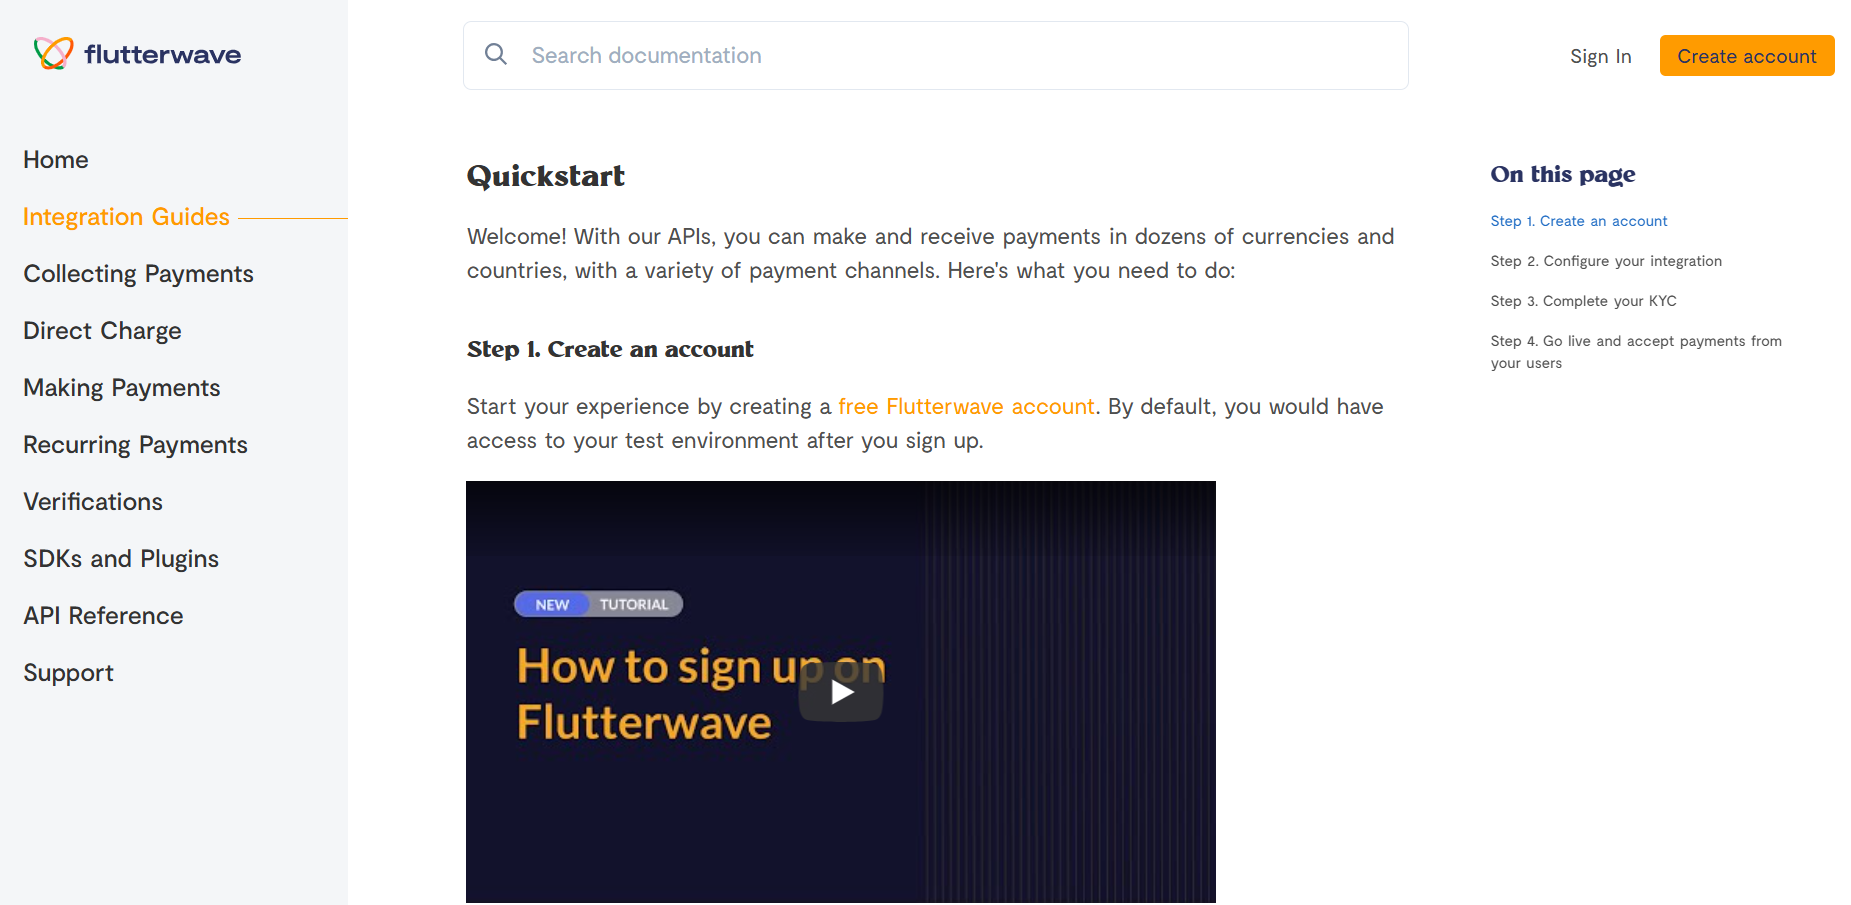 flutterwave
Search documentation
Sign In
Create account
Home
Integration Guides
Collecting Payments
Direct Charge
Making Payments
Recurring Payments
Verifications
SDKs and Plugins
API Reference
Support
Quickstart
Welcome! With our APIs, you can make and receive payments in dozens of currencies and
countries, with a variety of payment channels. Here's what you need to do:
Step 1. Create an account
Start your experience by creating a free Flutterwave account. By default, you would have
access to your test environment after you sign up.
NEW TUTORIAL
How to sign up on
Flutterwave
On this page
Step 1. Create an account
Step 2. Configure your integration
Step 3. Complete your KYC
Step 4. Go live and accept payments from
your users